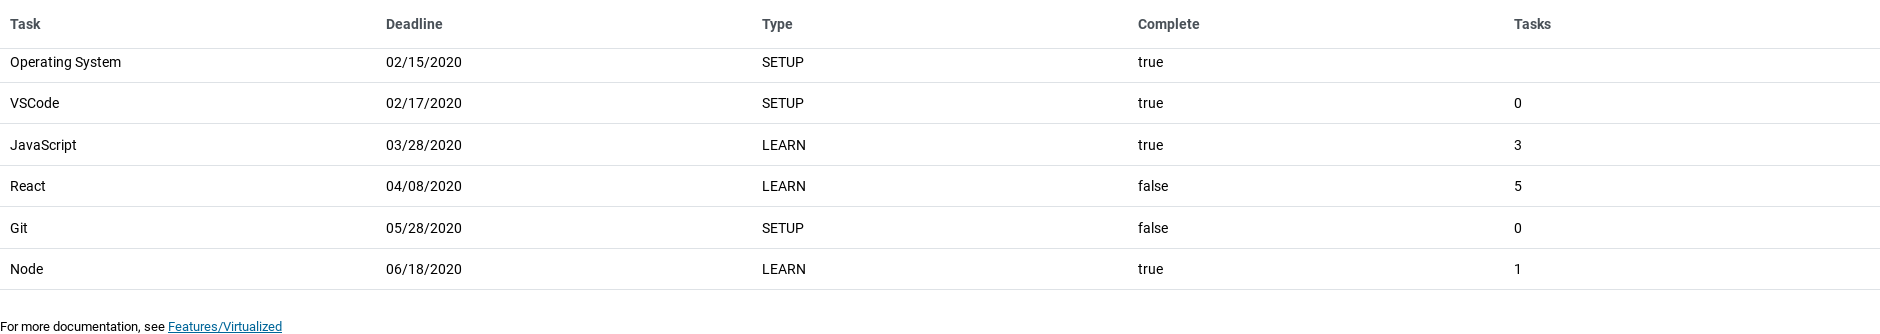 Task Deadline Type Complete Tasks
Operating System 02/15/2020 SETUP true
VSCode 02/17/2020 SETUP true 0
JavaScript 03/28/2020 LEARN true 3
React 04/08/2020 LEARN false 5
Git 05/28/2020 SETUP false 0
Node 06/18/2020 LEARN true 1
For more documentation, see Features/Virtualized